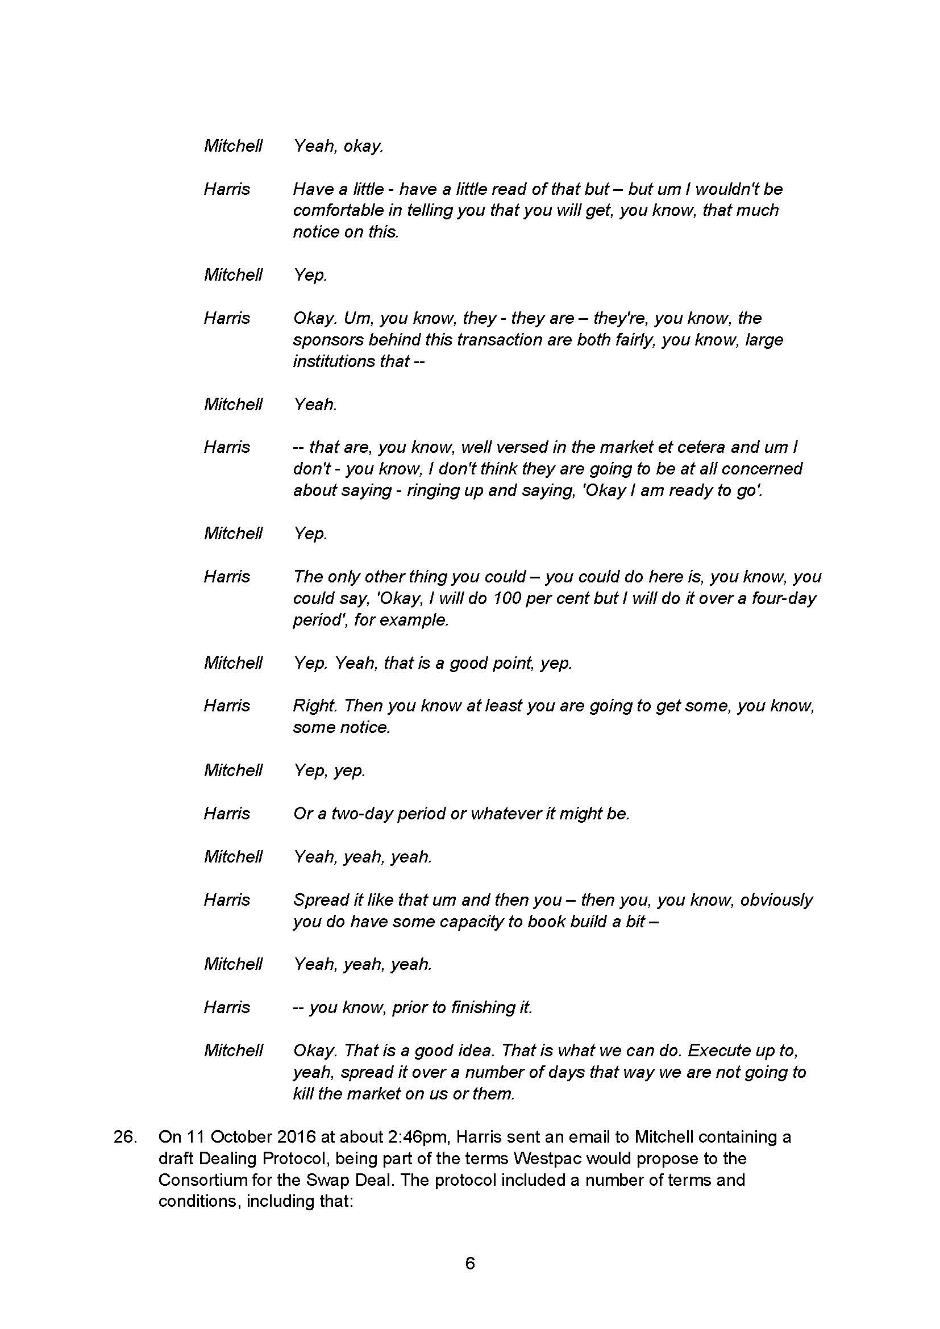 Mitchell Yeah, okay.
Harris Have a little - have a little read of that but – but um I wouldn't be
comfortable in telling you that you will get, you know, that much
notice on this.
Mitchell Yep.
Harris Okay. Um, you know, they - they are – they're, you know, the
sponsors behind this transaction are both fairly, you know, large
institutions that --
Mitchell Yeah.
Harris -- that are, you know, well versed in the market et cetera and um I
don't - you know, I don't think they are going to be at all concerned
about saying - ringing up and saying, 'Okay I am ready to go'.
Mitchell Yep.
Harris The only other thing you could – you could do here is, you know, you
could say, 'Okay, I will do 100 per cent but I will do it over a four-day
period', for example.
Mitchell Yep. Yeah, that is a good point, yep.
Harris Right. Then you know at least you are going to get some, you know,
some notice.
Mitchell Yep, yep.
Harris Or a two-day period or whatever it might be.
Mitchell Yeah, yeah, yeah.
Harris Spread it like that um and then you – then you, you know, obviously
you do have some capacity to book build a bit –
Mitchell Yeah, yeah, yeah.
Harris -- you know, prior to finishing it.
Mitchell Okay. That is a good idea. That is what we can do. Execute up to,
yeah, spread it over a number of days that way we are not going to
kill the market on us or them.
26. On 11 October 2016 at about 2:46pm, Harris sent an email to Mitchell containing a
draft Dealing Protocol, being part of the terms Westpac would propose to the
Consortium for the Swap Deal. The protocol included a number of terms and
conditions, including that:
6